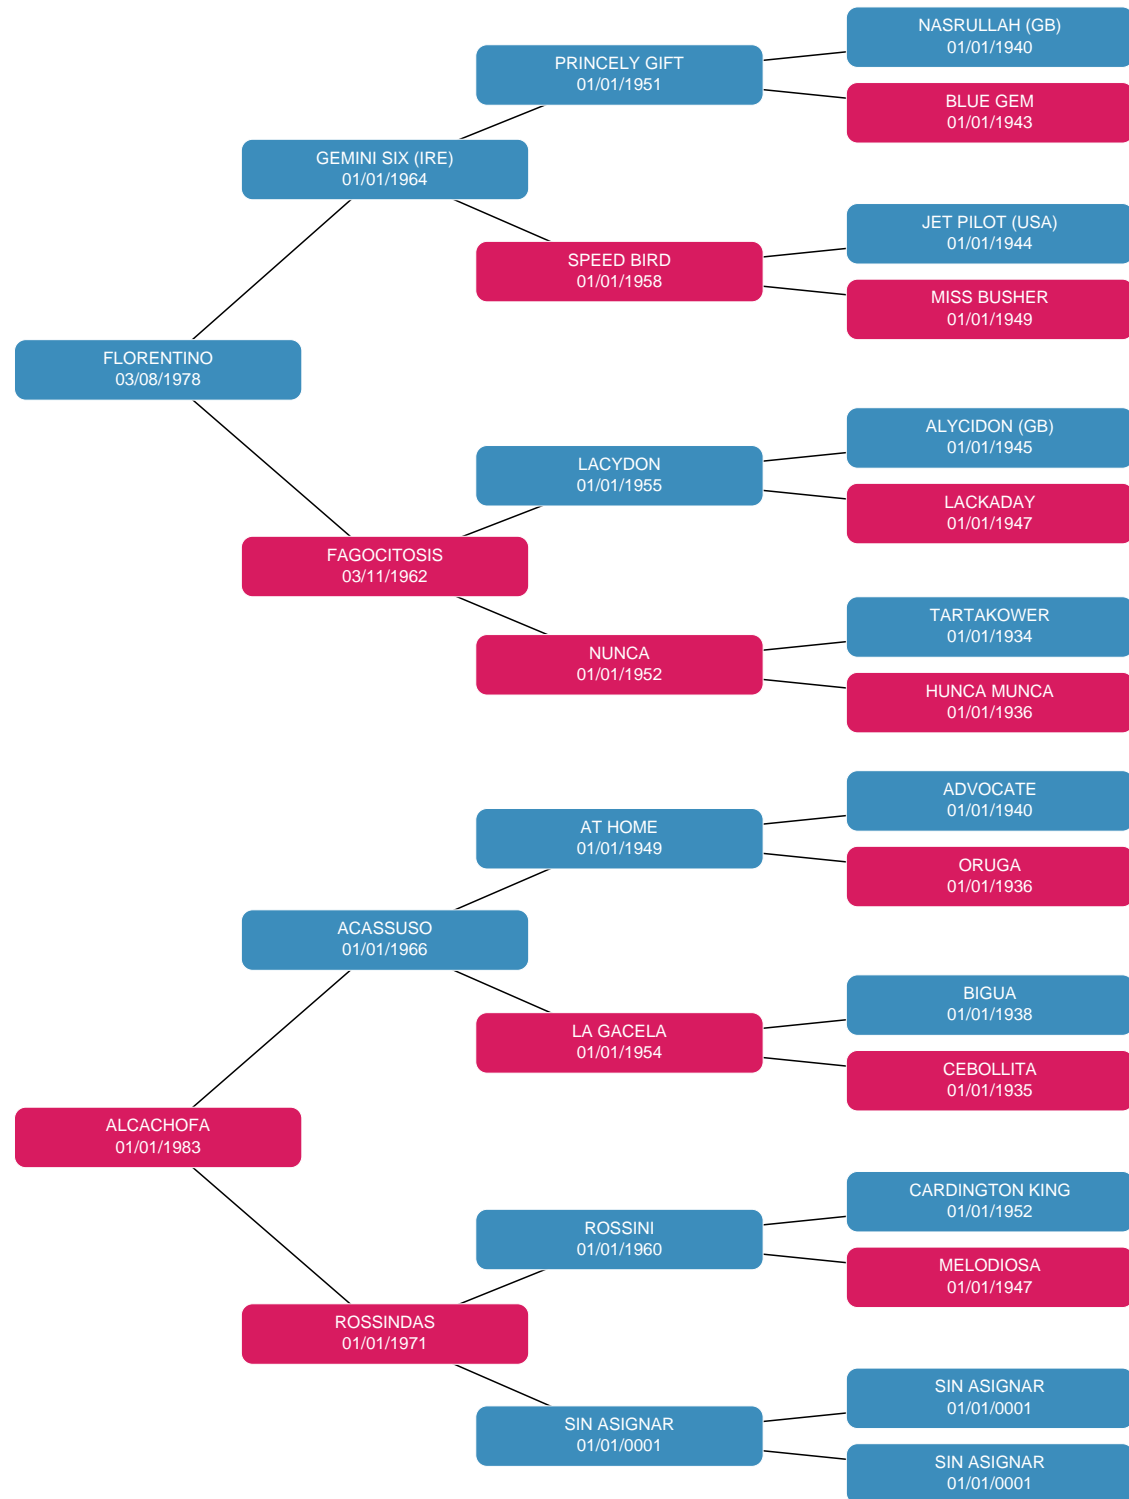 NASRULLAH (GB)
01/01/1940
PRINCELY GIFT
01/01/1951
BLUE GEM
01/01/1943
GEMINI SIX (IRE)
01/01/1964
JET PILOT (USA)
01/01/1944
SPEED BIRD
01/01/1958
MISS BUSHER
01/01/1949
FLORENTINO
03/08/1978
ALYCIDON (GB)
01/01/1945
LACYDON
01/01/1955
LACKADAY
01/01/1947
FAGOCITOSIS
03/11/1962
TARTAKOWER
01/01/1934
NUNCA
01/01/1952
HUNCA MUNCA
01/01/1936
ADVOCATE
01/01/1940
AT HOME
01/01/1949
ORUGA
01/01/1936
ACASSUSO
01/01/1966
BIGUA
01/01/1938
LA GACELA
01/01/1954
CEBOLLITA
01/01/1935
ALCACHOFA
01/01/1983
CARDINGTON KING
01/01/1952
ROSSINI
01/01/1960
MELODIOSA
01/01/1947
ROSSINDAS
01/01/1971
SIN ASIGNAR
01/01/0001
SIN ASIGNAR
01/01/0001
SIN ASIGNAR
01/01/0001